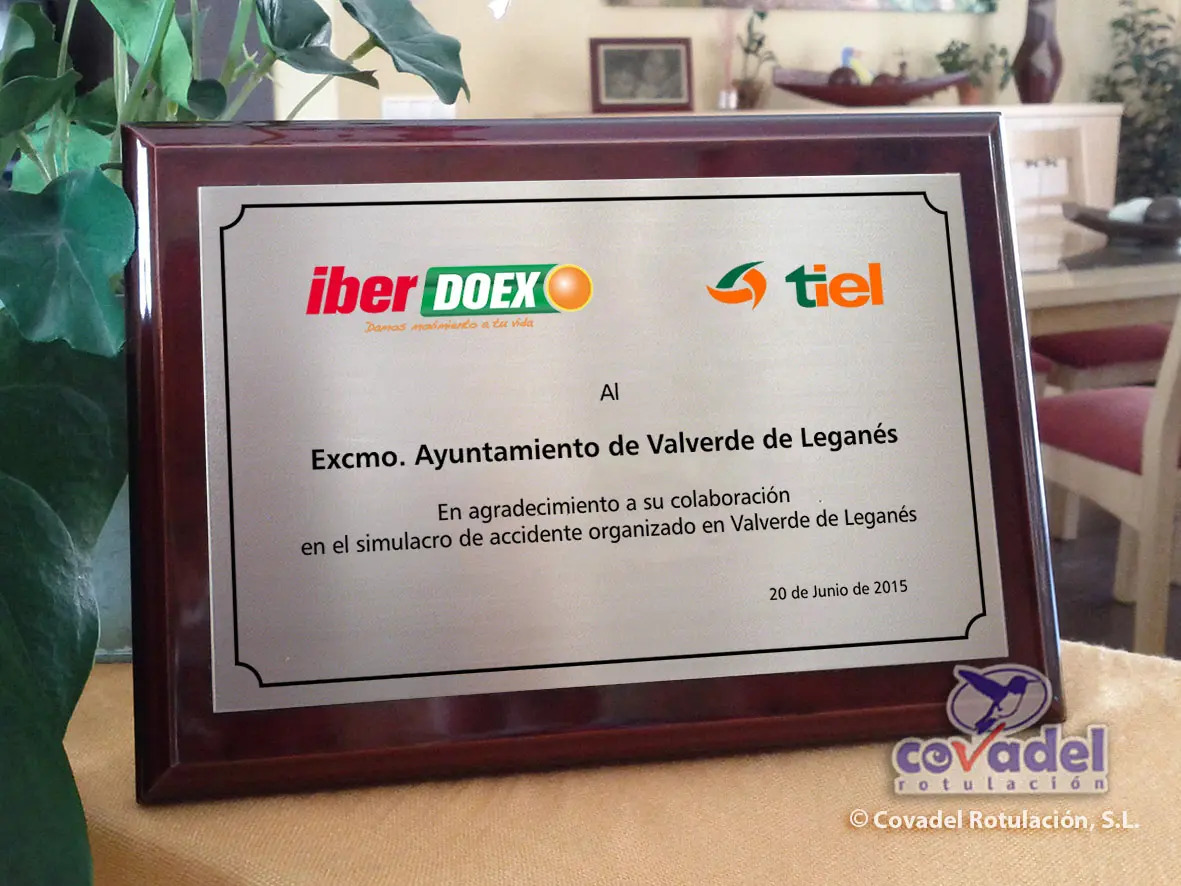 iber DOEX
Damos movimiento a tu vida
tiel
Al
Excmo. Ayuntamiento de Valverde de Leganés
En agradecimiento a su colaboración
en el simulacro de accidente organizado en Valverde de Leganés
20 de Junio de 2015
covadel
rotulación
© Covadel Rotulación, S.L.